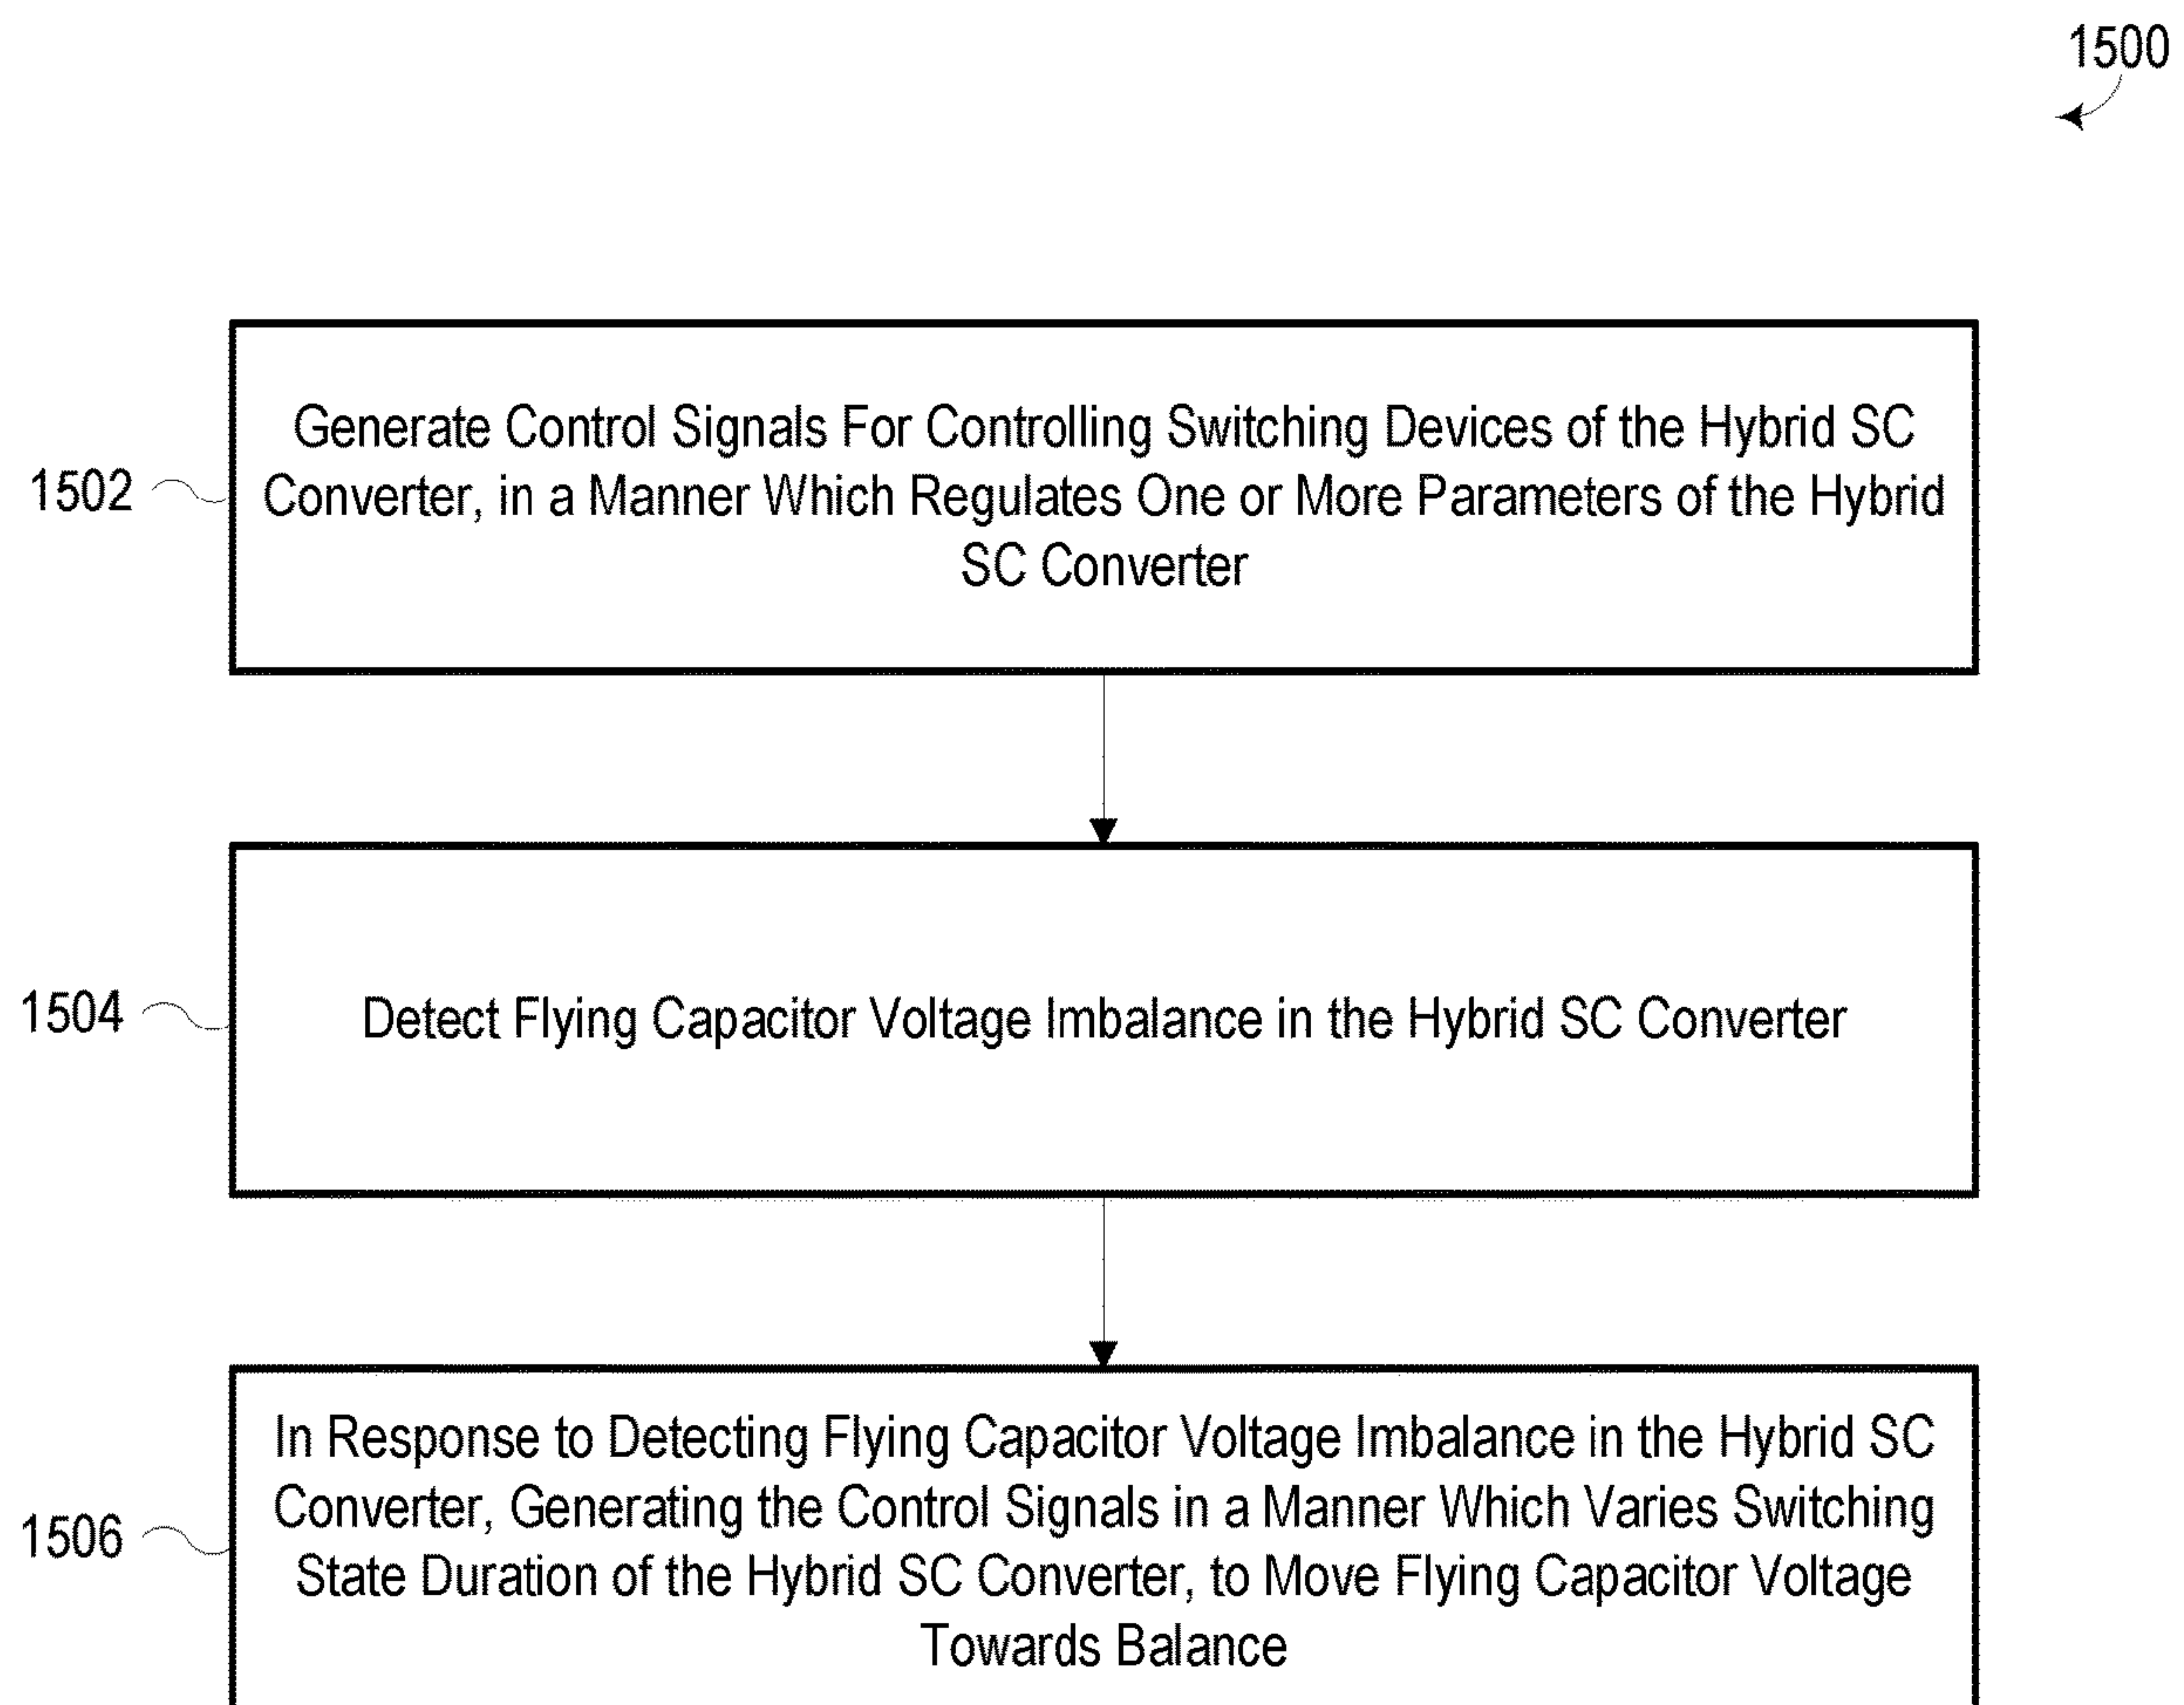 1500
Generate Control Signals For Controlling Switching Devices of the Hybrid SC
1502
Converter, in a Manner Which Regulates One or More Parameters of the Hybrid
SC Converter
1504
Detect Flying Capacitor Voltage Imbalance in the Hybrid SC Converter
In Response to Detecting Flying Capacitor Voltage Imbalance in the Hybrid SC
Converter, Generating the Control Signals in a Manner Which Varies Switching
1506
State Duration of the Hybrid SC Converter, to Move Flying Capacitor Voltage
Towards Balance